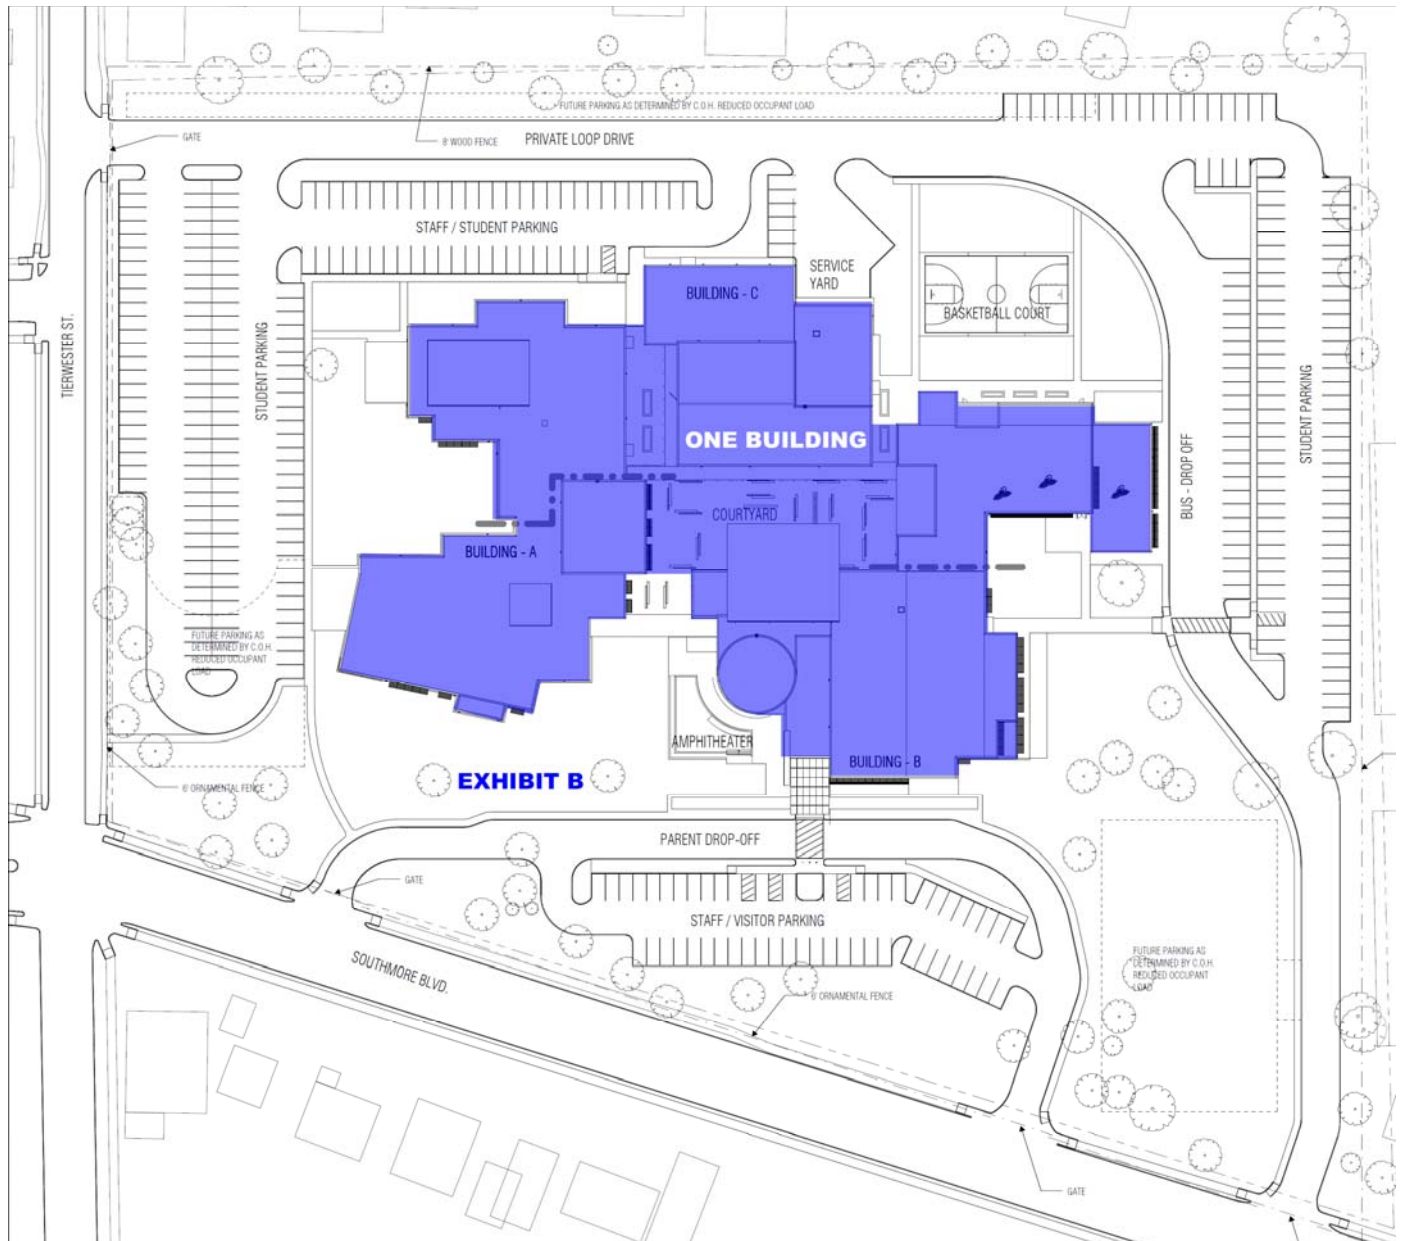 FUTURE PARKING AS DETERMINED BY C.O.H. REDUCED OCCUPANT LOAD
GATE
8' WOOD FENCE
PRIVATE LOOP DRIVE
STAFF / STUDENT PARKING
SERVICE
YARD
BUILDING - C
BASKETBALL COURT
TIERWESTER ST.
STUDENT PARKING
ONE BUILDING
BUS - DROP OFF
STUDENT PARKING
COURTYARD
BUILDING - A
FUTURE PARKING AS
DETERMINED BY C.O.H.
REDUCED OCCUPANT
LOAD
AMPHITHEATER
BUILDING - B
EXHIBIT B
6' ORNAMENTAL FENCE
PARENT DROP-OFF
GATE
STAFF / VISITOR PARKING
SOUTHMORE BLVD.
FUTURE PARKING AS
DETERMINED BY C.O.H.
REDUCED OCCUPANT
LOAD
6' ORNAMENTAL FENCE
GATE